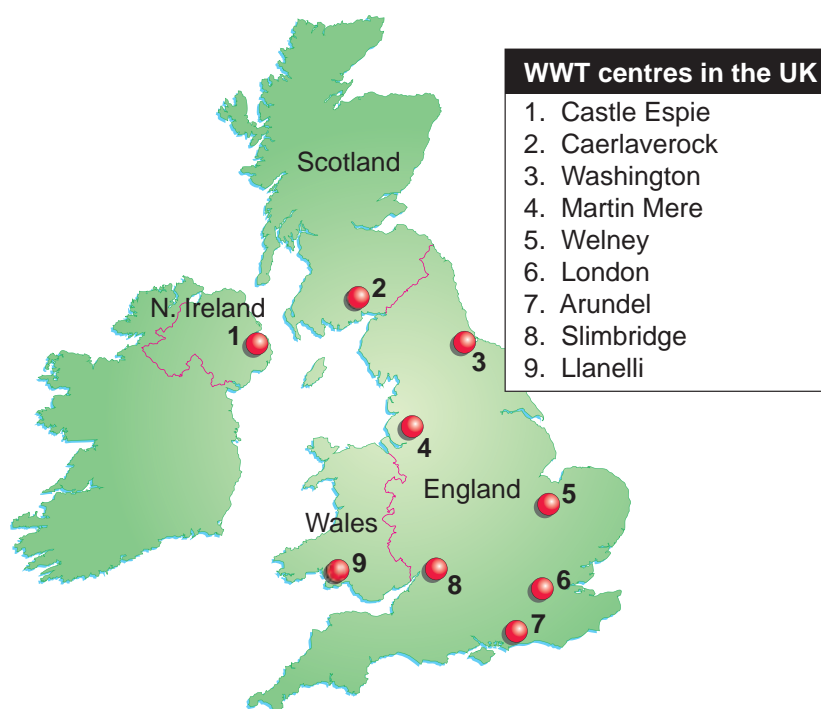 WWT centres in the UK
1. Castle Espie
2. Caerlaverock
3. Washington
4. Martin Mere
5. Welney
6. London
7. Arundel
8. Slimbridge
9. Llanelli
Scotland
2
N. Ireland
1
3
4
England
5
Wales
9
8
6
7